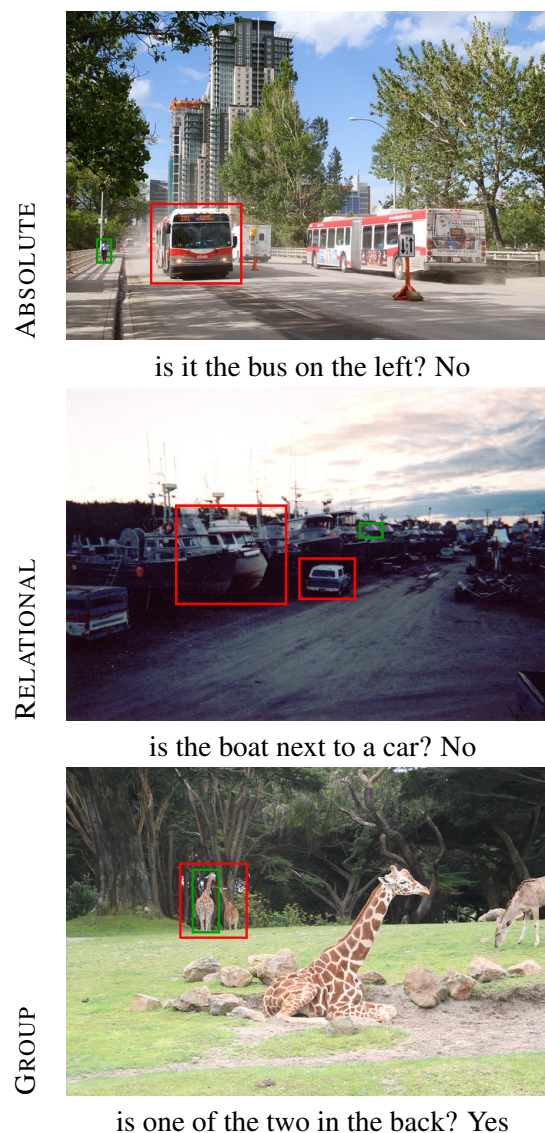 ABSOLUTE
is it the bus on the left? No
RELATIONAL
is the boat next to a car? No
GROUP
is one of the two in the back? Yes